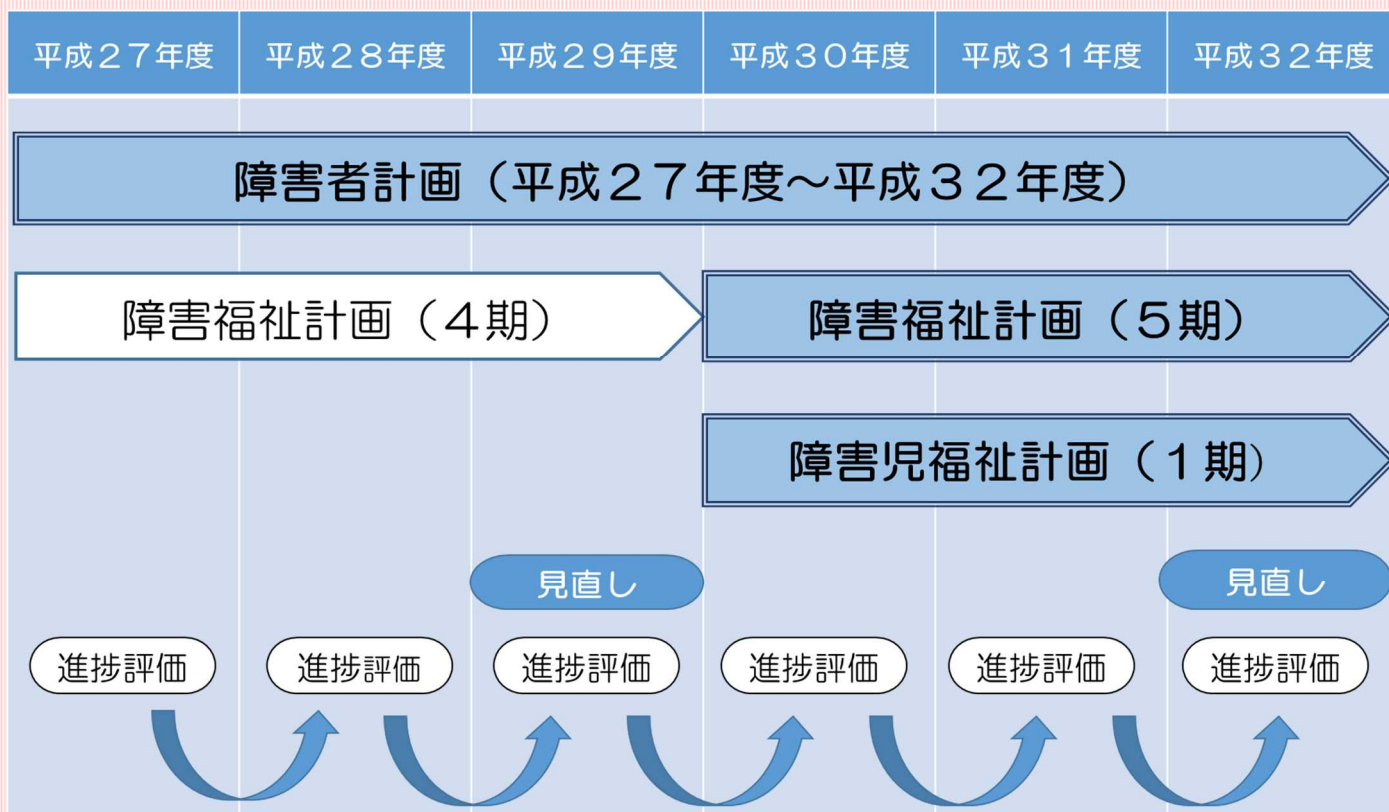 平成２７年度 平成２８年度 平成２９年度 平成３０年度 平成３１年度 平成３２年度
障害者計画（平成２７年度～平成３２年度）
障害福祉計画（４期） 障害福祉計画（５期）
障害児福祉計画（１期）
見直し 見直し
進捗評価 進捗評価 進捗評価 進捗評価 進捗評価 進捗評価